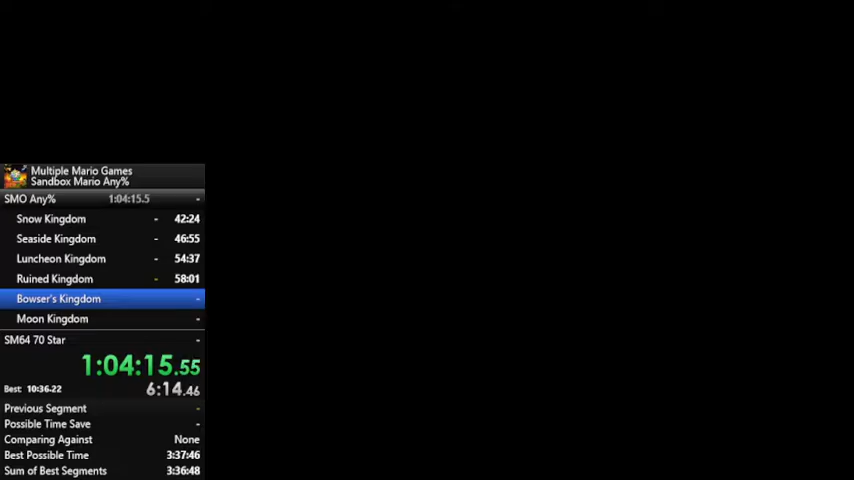 Multiple Mario Games
Sandbox Mario Any%
SMO Any% 1:04:15.5 -
Snow Kingdom - 42:24
Seaside Kingdom - 46:55
Luncheon Kingdom - 54:37
Ruined Kingdom - 58:01
Bowser's Kingdom -
Moon Kingdom -
SM64 70 Star -
1:04:15.55
Best: 10:36.22 6:14.46
Previous Segment -
Possible Time Save -
Comparing Against None
Best Possible Time 3:37:46
Sum of Best Segments 3:36:48